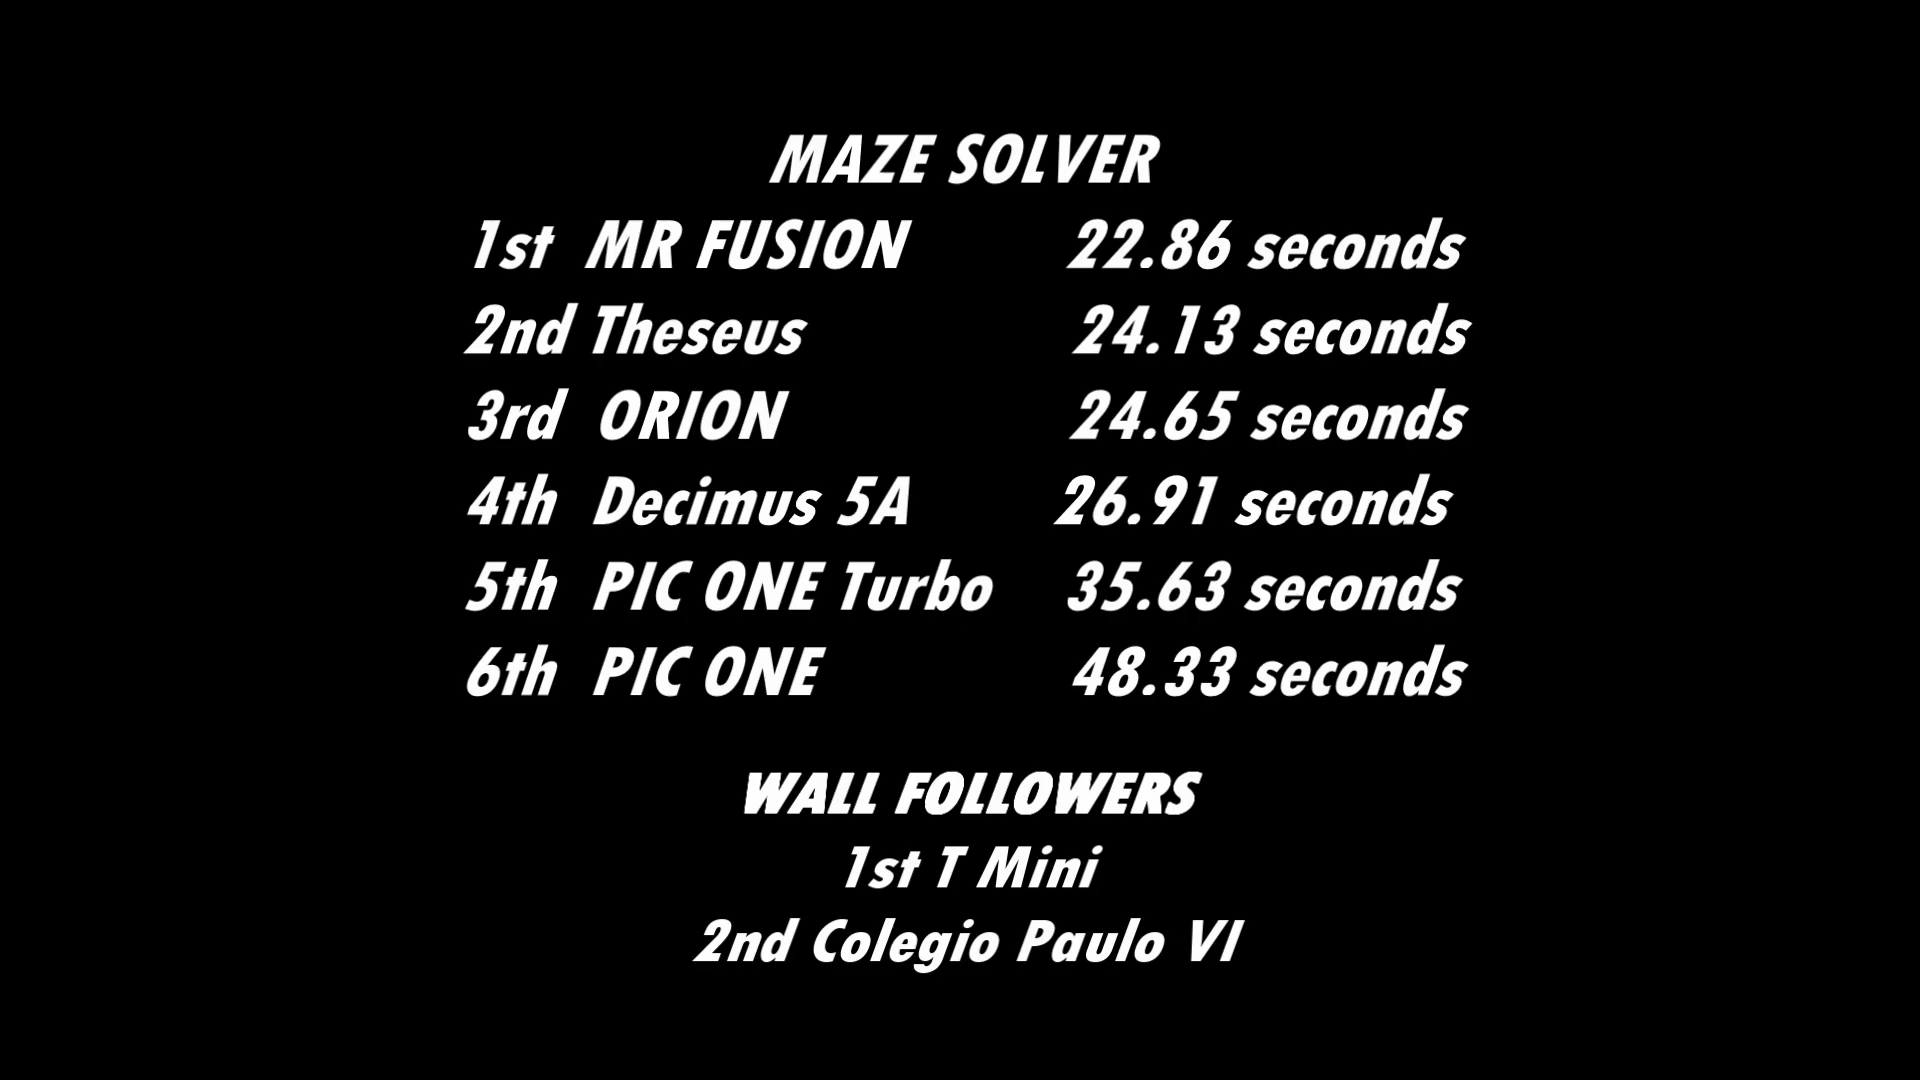 MAZE SOLVER
1st MR FUSION 22.86 seconds
2nd Theseus 24.13 seconds
3rd ORION 24.65 seconds
4th Decimus 5A 26.91 seconds
5th PIC ONE Turbo 35.63 seconds
6th PIC ONE 48.33 seconds
WALL FOLLOWERS
1st T Mini
2nd Colegio Paulo VI